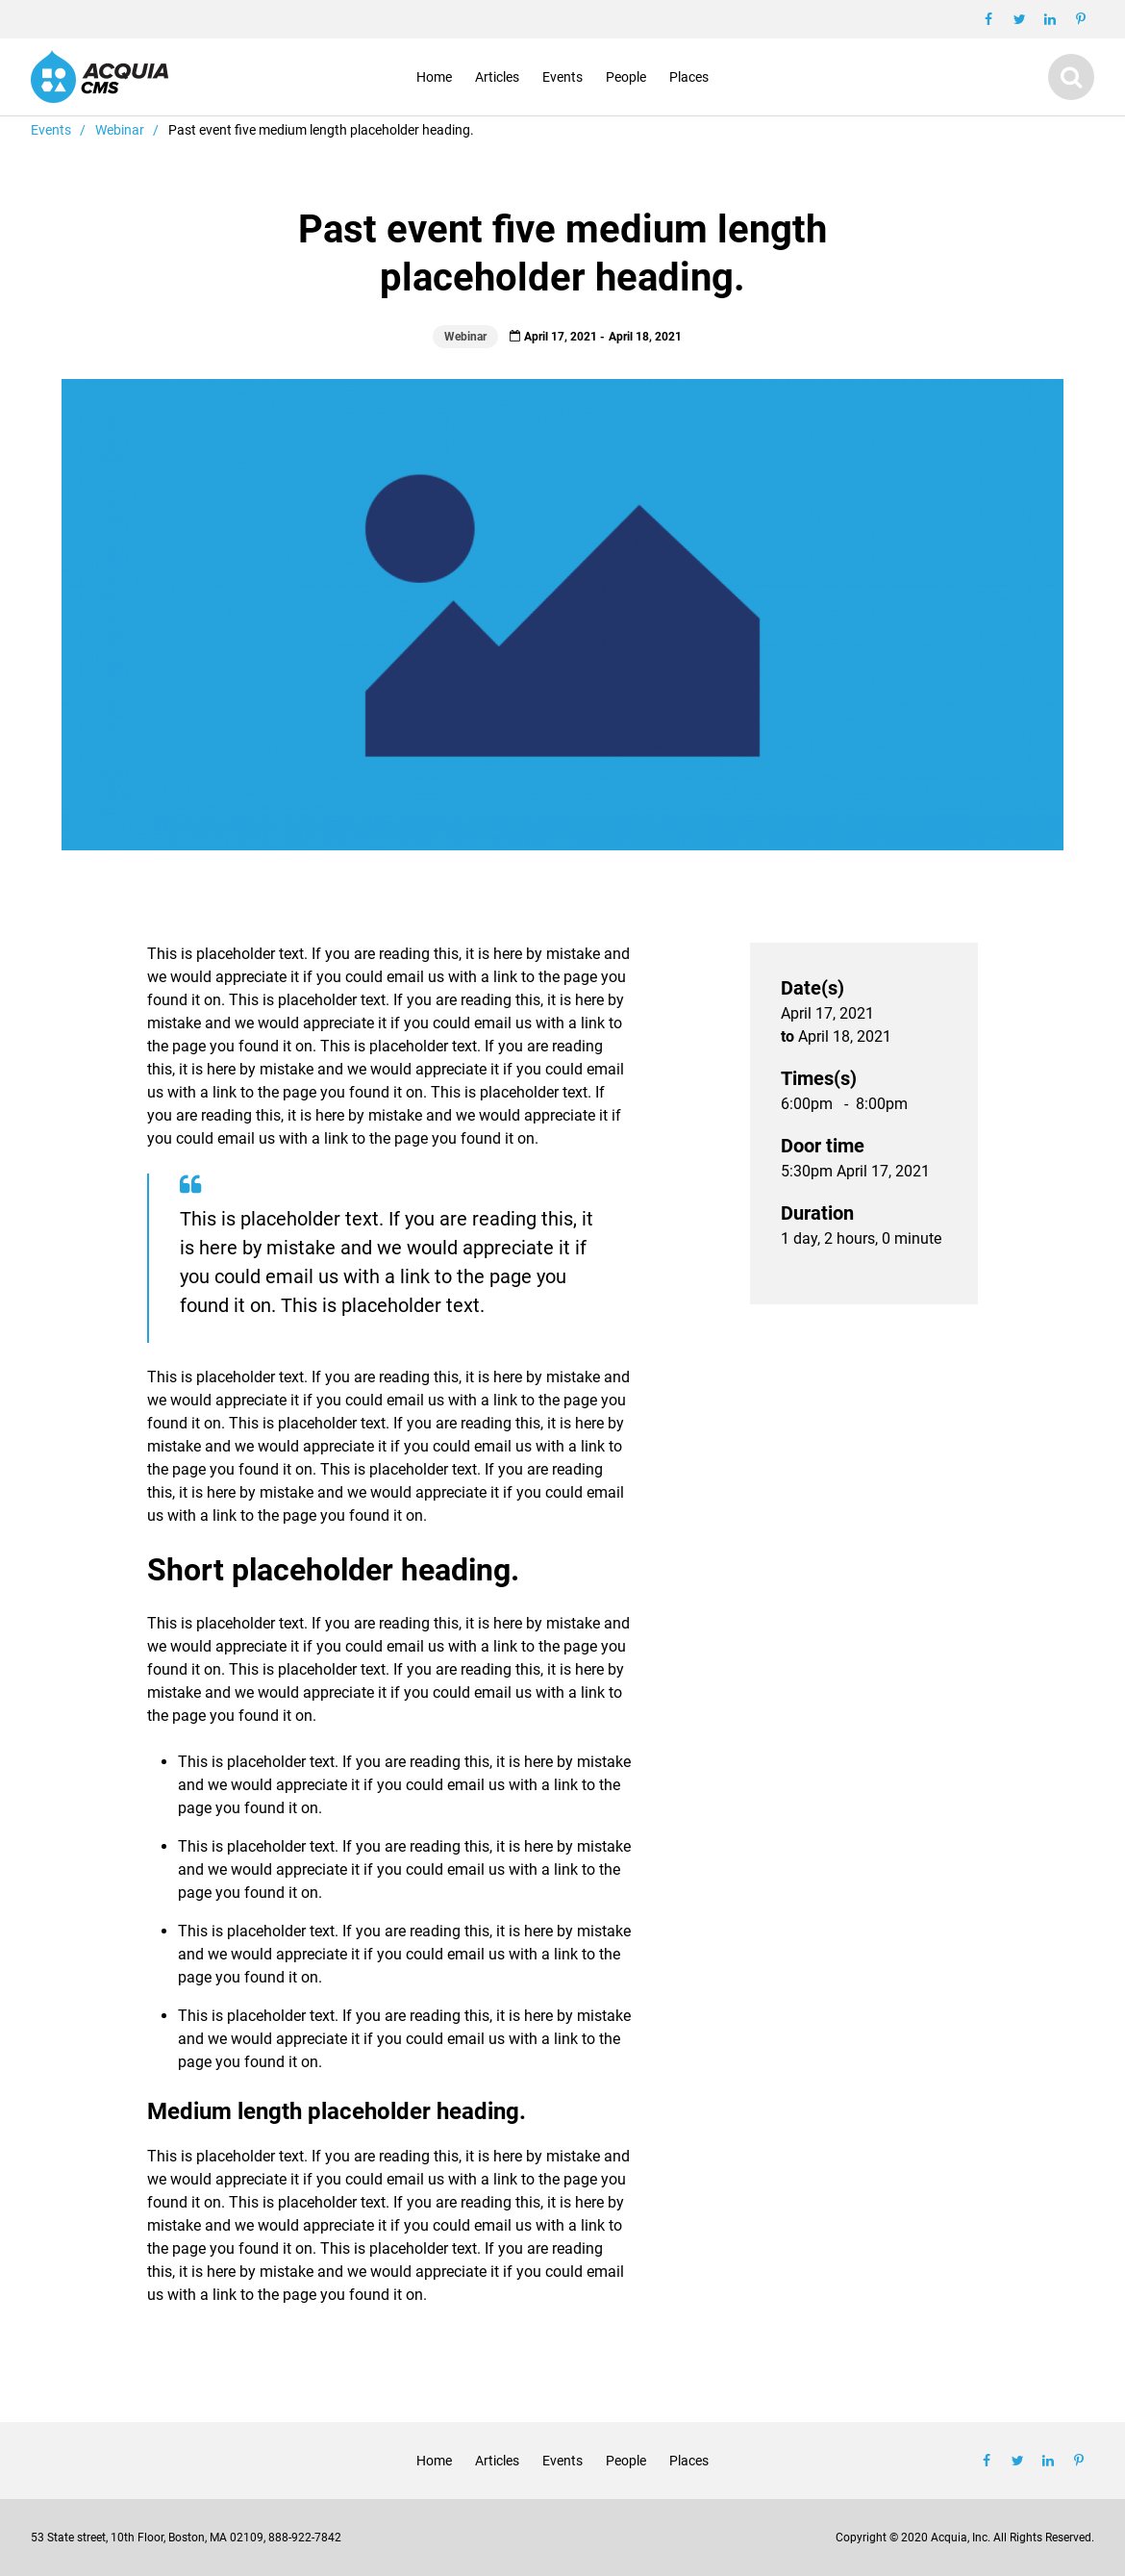 ACQUIA
CMS
Home Articles Events People Places
Events / Webinar / Past event five medium length placeholder heading.
Past event five medium length
placeholder heading.
Webinar April 17, 2021 - April 18, 2021
This is placeholder text. If you are reading this, it is here by mistake and
we would appreciate it if you could email us with a link to the page you
found it on. This is placeholder text. If you are reading this, it is here by
mistake and we would appreciate it if you could email us with a link to
the page you found it on. This is placeholder text. If you are reading
this, it is here by mistake and we would appreciate it if you could email
us with a link to the page you found it on. This is placeholder text. If
you are reading this, it is here by mistake and we would appreciate it if
you could email us with a link to the page you found it on.
This is placeholder text. If you are reading this, it
is here by mistake and we would appreciate it if
you could email us with a link to the page you
found it on. This is placeholder text.
This is placeholder text. If you are reading this, it is here by mistake and
we would appreciate it if you could email us with a link to the page you
found it on. This is placeholder text. If you are reading this, it is here by
mistake and we would appreciate it if you could email us with a link to
the page you found it on. This is placeholder text. If you are reading
this, it is here by mistake and we would appreciate it if you could email
us with a link to the page you found it on.
Short placeholder heading.
This is placeholder text. If you are reading this, it is here by mistake and
we would appreciate it if you could email us with a link to the page you
found it on. This is placeholder text. If you are reading this, it is here by
mistake and we would appreciate it if you could email us with a link to
the page you found it on.
• This is placeholder text. If you are reading this, it is here by mistake
and we would appreciate it if you could email us with a link to the
page you found it on.
• This is placeholder text. If you are reading this, it is here by mistake
and we would appreciate it if you could email us with a link to the
page you found it on.
• This is placeholder text. If you are reading this, it is here by mistake
and we would appreciate it if you could email us with a link to the
page you found it on.
• This is placeholder text. If you are reading this, it is here by mistake
and we would appreciate it if you could email us with a link to the
page you found it on.
Medium length placeholder heading.
This is placeholder text. If you are reading this, it is here by mistake and
we would appreciate it if you could email us with a link to the page you
found it on. This is placeholder text. If you are reading this, it is here by
mistake and we would appreciate it if you could email us with a link to
the page you found it on. This is placeholder text. If you are reading
this, it is here by mistake and we would appreciate it if you could email
us with a link to the page you found it on.
Date(s)
April 17, 2021
to April 18, 2021
Times(s)
6:00pm - 8:00pm
Door time
5:30pm April 17, 2021
Duration
1 day, 2 hours, 0 minute
Home Articles Events People Places
53 State street, 10th Floor, Boston, MA 02109, 888-922-7842
Copyright © 2020 Acquia, Inc. All Rights Reserved.